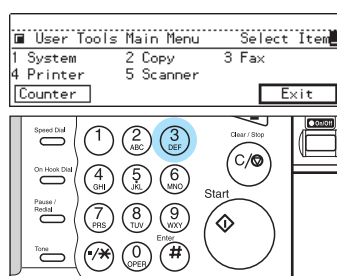 User Tools Main Menu Select Item
1 System 2 Copy 3 Fax
4 Printer 5 Scanner
Counter Exit
Speed Dial 1 2 ABC 3 DEF Clear / Stop On/Off
C/
On Hook Dial 4 GHI 5 JKL 6 MNO
Start
Pause / Redial 7 PRS 8 TUV 9 WXY
Enter
Tone •/* 0 OPER #